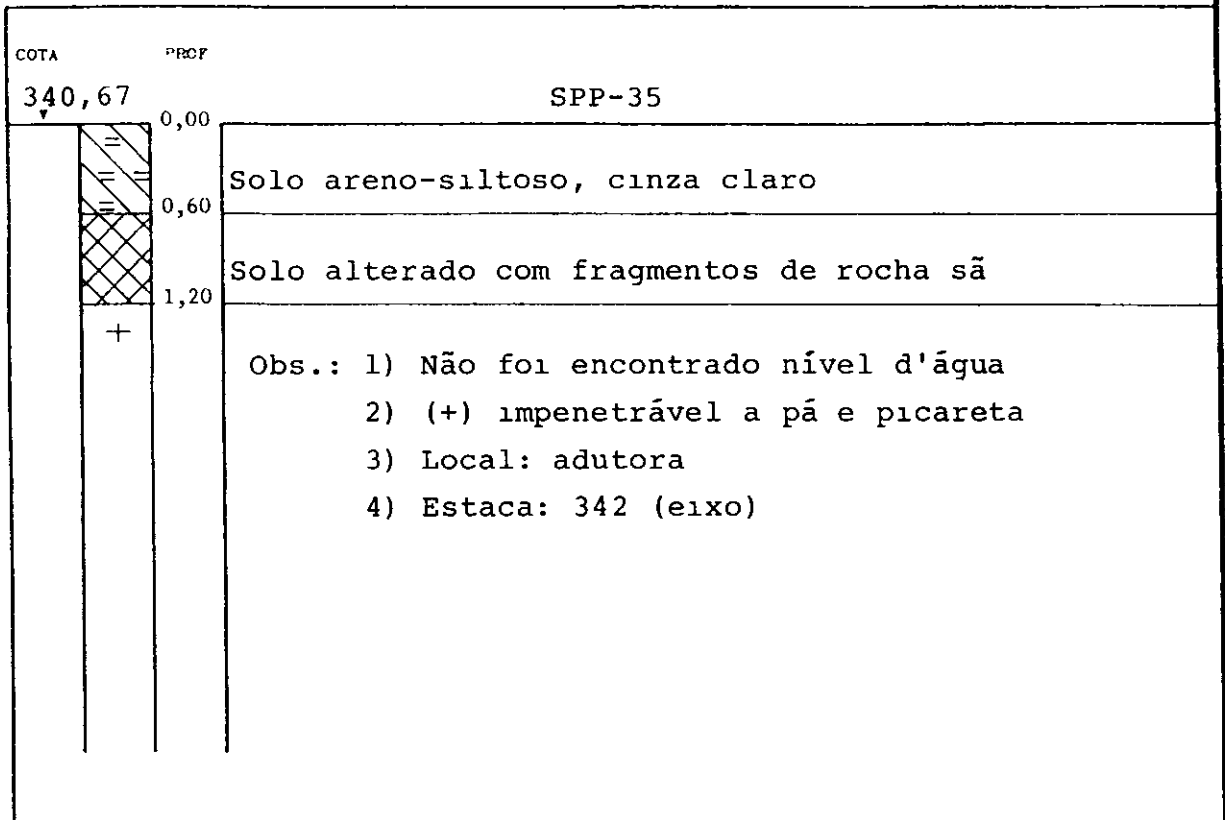 COTA PROF
340,67 SPP-35
0,00
Solo areno-siltoso, cinza claro
0,60
Solo alterado com fragmentos de rocha sã
1,20
+
Obs.: 1) Não foi encontrado nível d'água
2) (+) impenetrável a pá e picareta
3) Local: adutora
4) Estaca: 342 (eixo)